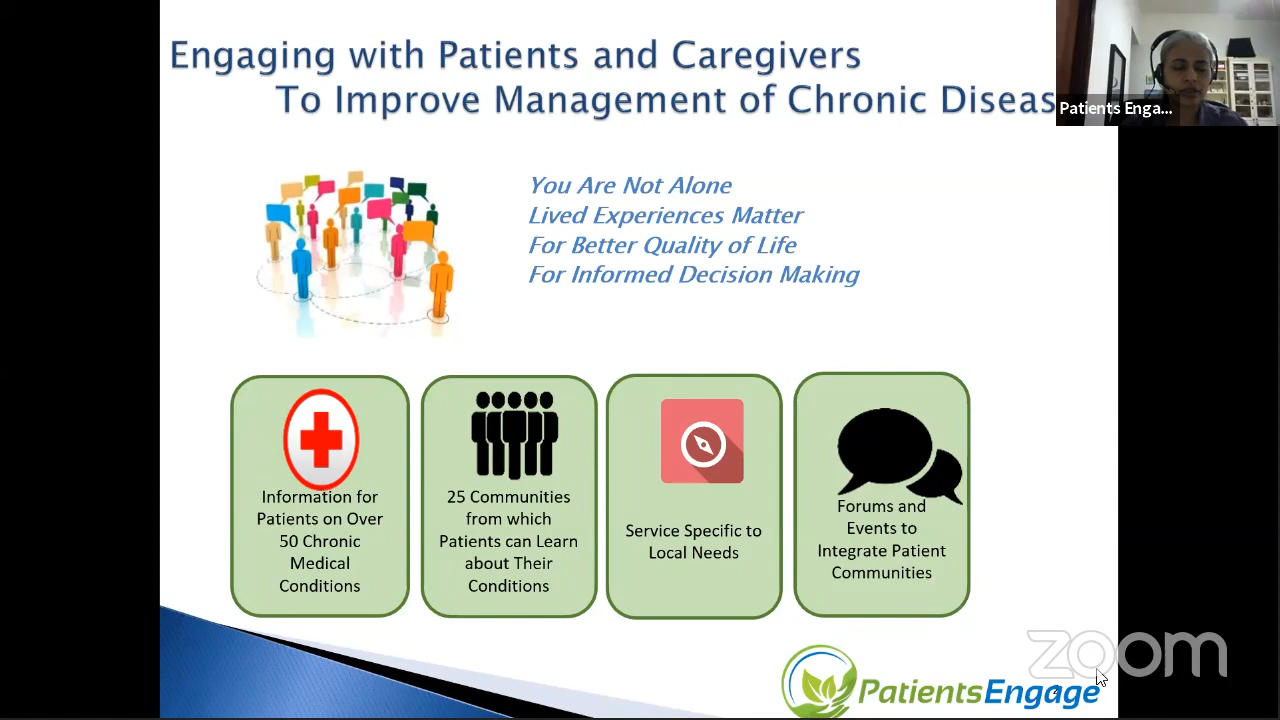 Engaging with Patients and Caregivers
To Improve Management of Chronic Diseas
Patients Enga...
You Are Not Alone
Lived Experiences Matter
For Better Quality of Life
For Informed Decision Making
Information for
Patients on Over
50 Chronic
Medical
Conditions
25 Communities
from which
Patients can Learn
about Their
Conditions
Service Specific to
Local Needs
Forums and
Events to
Integrate Patient
Communities
zoom
PatientsEngage